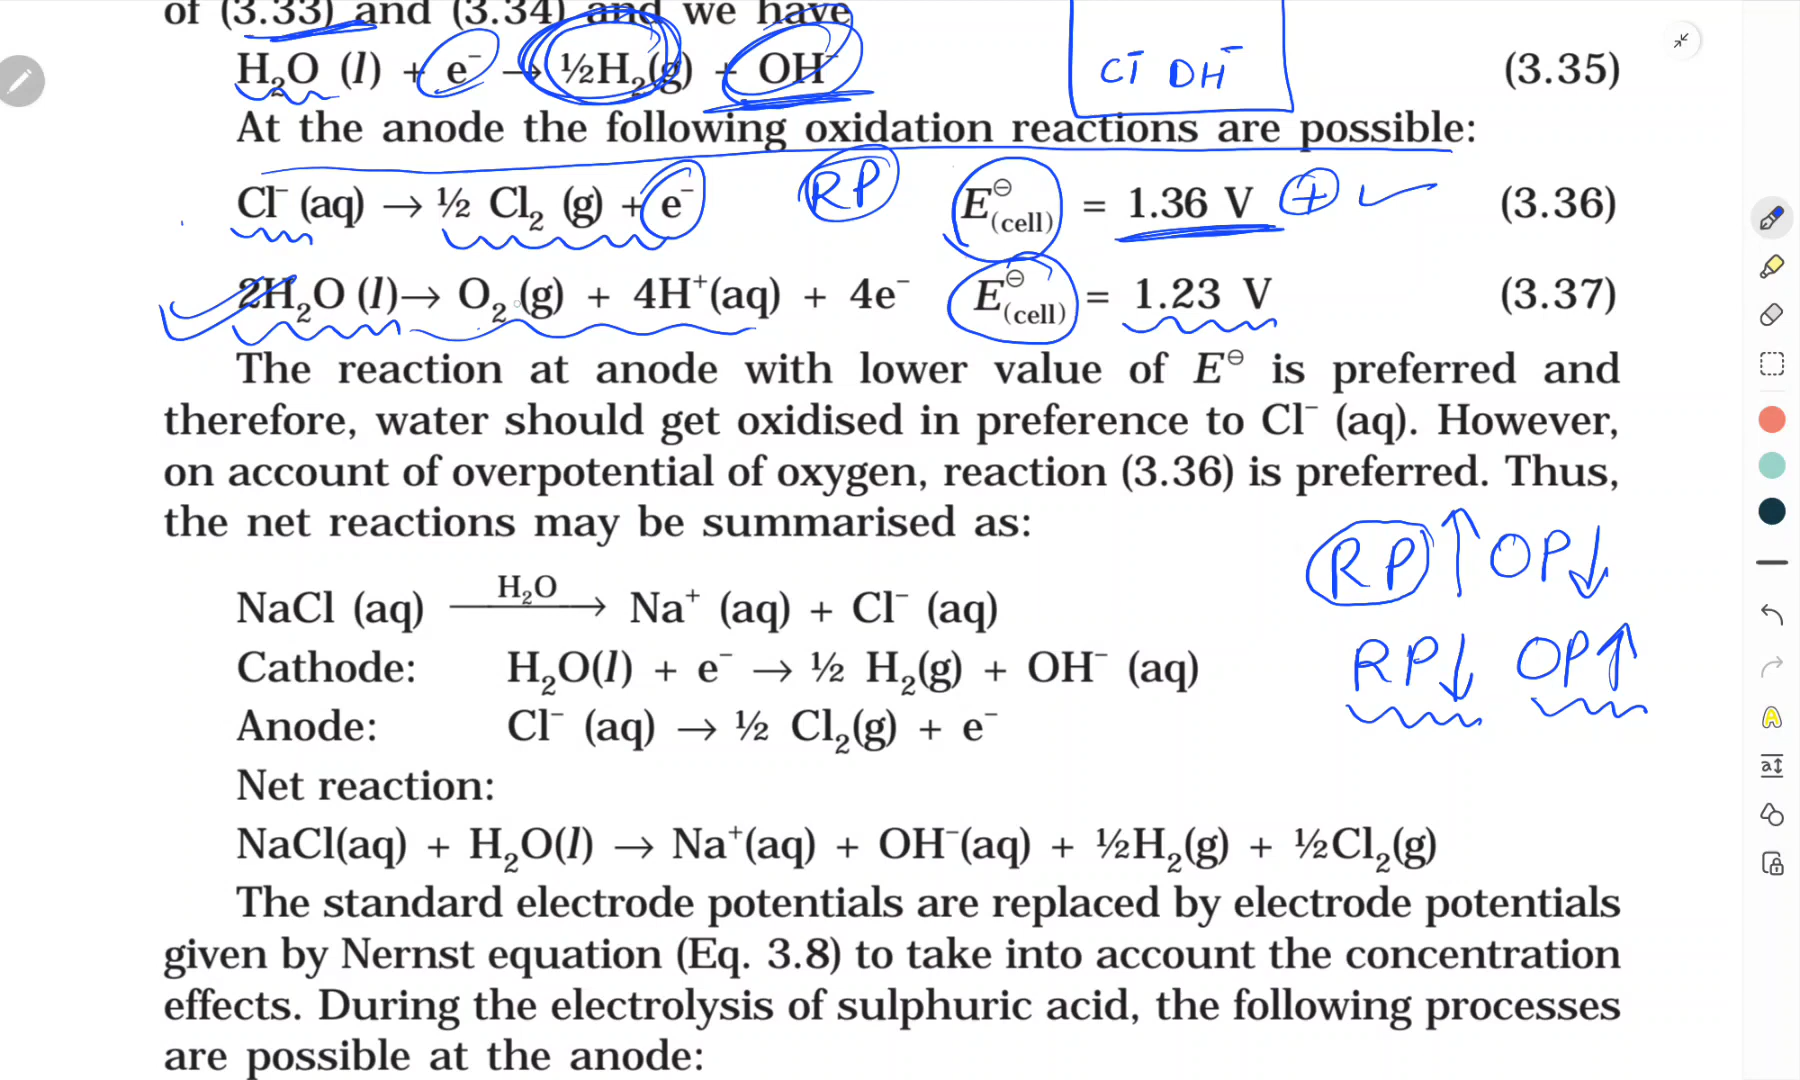 of (3.33) and (3.34) and we have
H₂O (l) + e⁻ → ½H₂(g) + OH⁻ (3.35)
Cl⁻ OH⁻
At the anode the following oxidation reactions are possible:
Cl⁻ (aq) → ½ Cl₂ (g) + e⁻ RP E⊖(cell) = 1.36 V + (3.36)
2H₂O (l)→ O₂ (g) + 4H⁺(aq) + 4e⁻ E⊖(cell) = 1.23 V (3.37)
The reaction at anode with lower value of E⊖ is preferred and
therefore, water should get oxidised in preference to Cl⁻ (aq). However,
on account of overpotential of oxygen, reaction (3.36) is preferred. Thus,
the net reactions may be summarised as:
RP↑ OP↓
NaCl (aq) H₂O→ Na⁺ (aq) + Cl⁻ (aq)
Cathode: H₂O(l) + e⁻ → ½ H₂(g) + OH⁻ (aq)
RP↓ OP↑
Anode: Cl⁻ (aq) → ½ Cl₂(g) + e⁻
Net reaction:
NaCl(aq) + H₂O(l) → Na⁺(aq) + OH⁻(aq) + ½H₂(g) + ½Cl₂(g)
The standard electrode potentials are replaced by electrode potentials
given by Nernst equation (Eq. 3.8) to take into account the concentration
effects. During the electrolysis of sulphuric acid, the following processes
are possible at the anode: